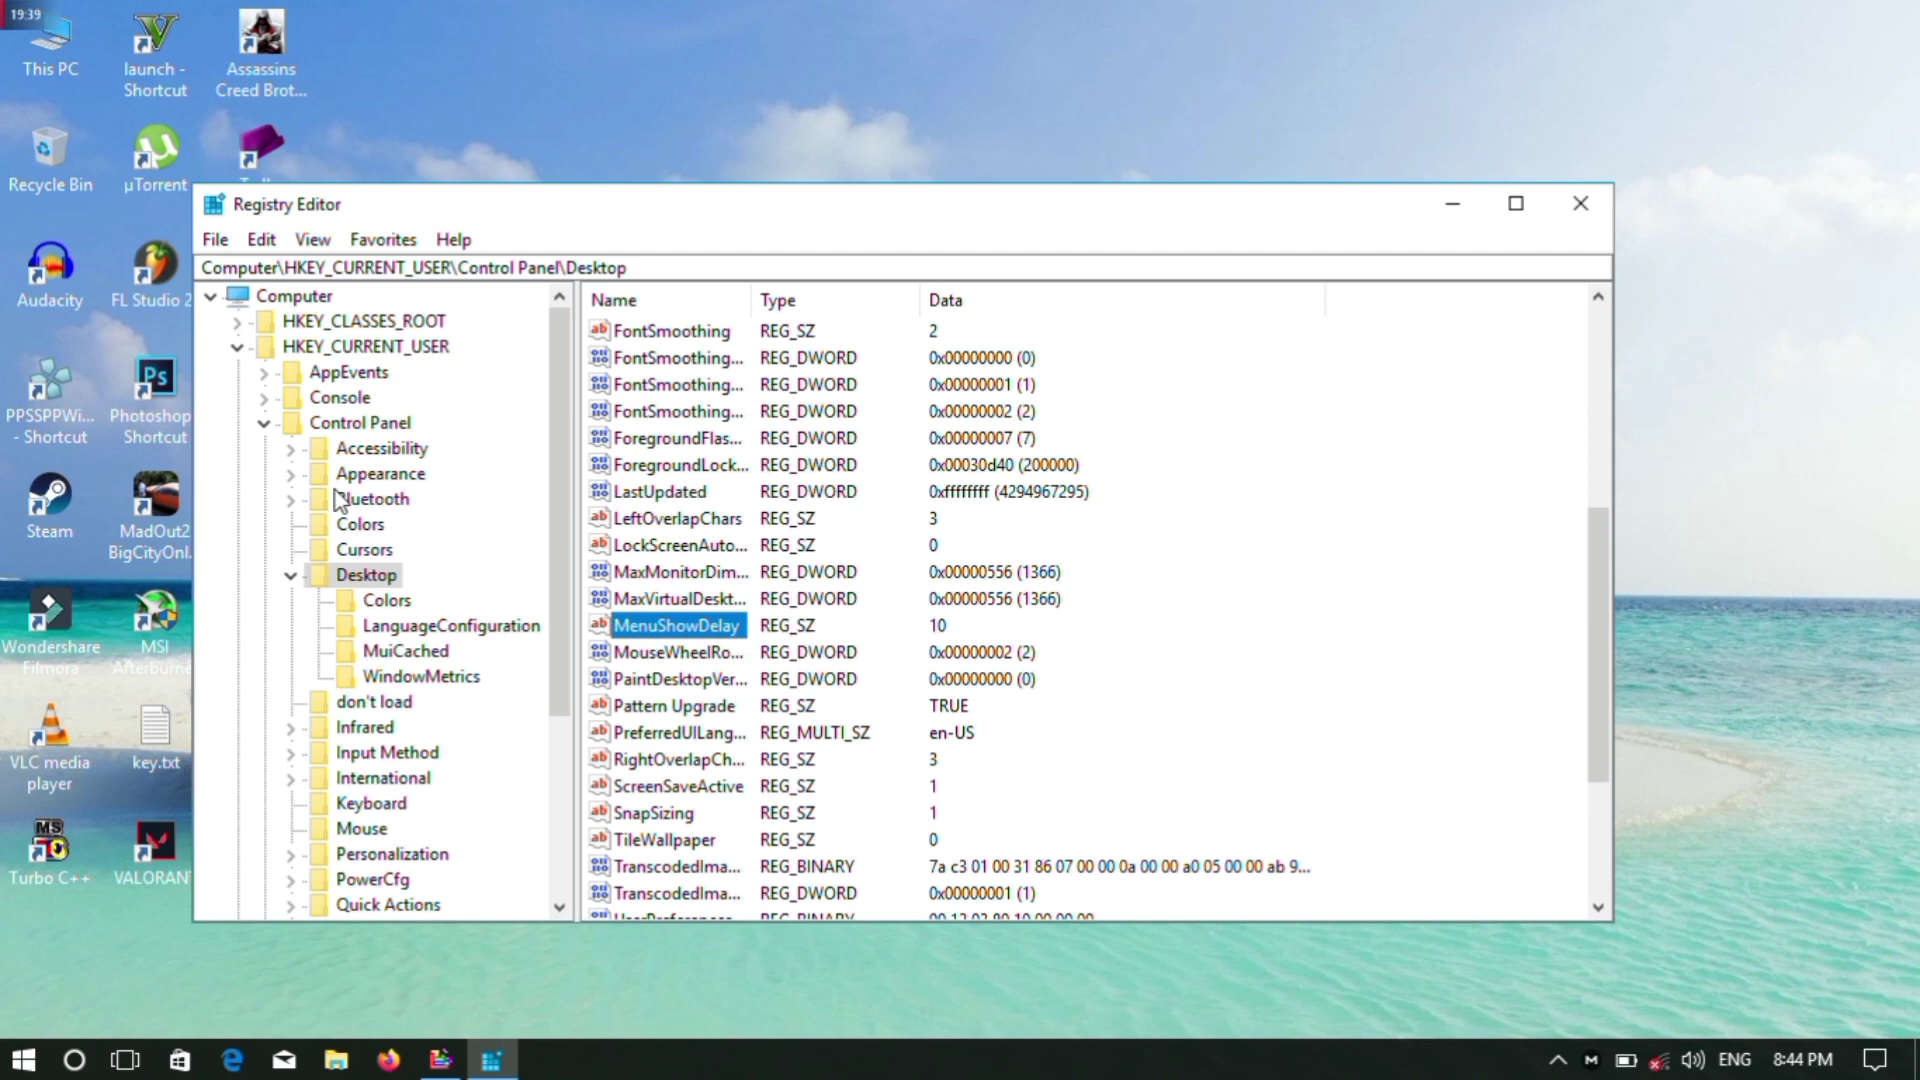 19:39
This PC
launch -
Shortcut
Assassins
Creed Brot...
Recycle Bin
µTorrent
Audacity
FL Studio 2
PPSSPPWi...
- Shortcut
Photoshop
Shortcut
Steam
MadOut2
BigCityOnl.
Wondershare
Filmora
MSI
Afterburne
VLC media
player
key.txt
Turbo C++
VALORAN
Registry Editor
File Edit View Favorites Help
Computer\HKEY_CURRENT_USER\Control Panel\Desktop
Computer
HKEY_CLASSES_ROOT
HKEY_CURRENT_USER
AppEvents
Console
Control Panel
Accessibility
Appearance
Bluetooth
Colors
Cursors
Desktop
Colors
LanguageConfiguration
MuiCached
WindowMetrics
don't load
Infrared
Input Method
International
Keyboard
Mouse
Personalization
PowerCfg
Quick Actions
Name Type Data
FontSmoothing REG_SZ 2
FontSmoothing... REG_DWORD 0x00000000 (0)
FontSmoothing... REG_DWORD 0x00000001 (1)
FontSmoothing... REG_DWORD 0x00000002 (2)
ForegroundFlas... REG_DWORD 0x00000007 (7)
ForegroundLock... REG_DWORD 0x00030d40 (200000)
LastUpdated REG_DWORD 0xffffffff (4294967295)
LeftOverlapChars REG_SZ 3
LockScreenAuto... REG_SZ 0
MaxMonitorDim... REG_DWORD 0x00000556 (1366)
MaxVirtualDeskt... REG_DWORD 0x00000556 (1366)
MenuShowDelay REG_SZ 10
MouseWheelRo... REG_DWORD 0x00000002 (2)
PaintDesktopVer... REG_DWORD 0x00000000 (0)
Pattern Upgrade REG_SZ TRUE
PreferredUILang... REG_MULTI_SZ en-US
RightOverlapCh... REG_SZ 3
ScreenSaveActive REG_SZ 1
SnapSizing REG_SZ 1
TileWallpaper REG_SZ 0
TranscodedIma... REG_BINARY 7a c3 01 00 31 86 07 00 00 0a 00 00 a0 05 00 00 ab 9...
TranscodedIma... REG_DWORD 0x00000001 (1)
ENG 8:44 PM